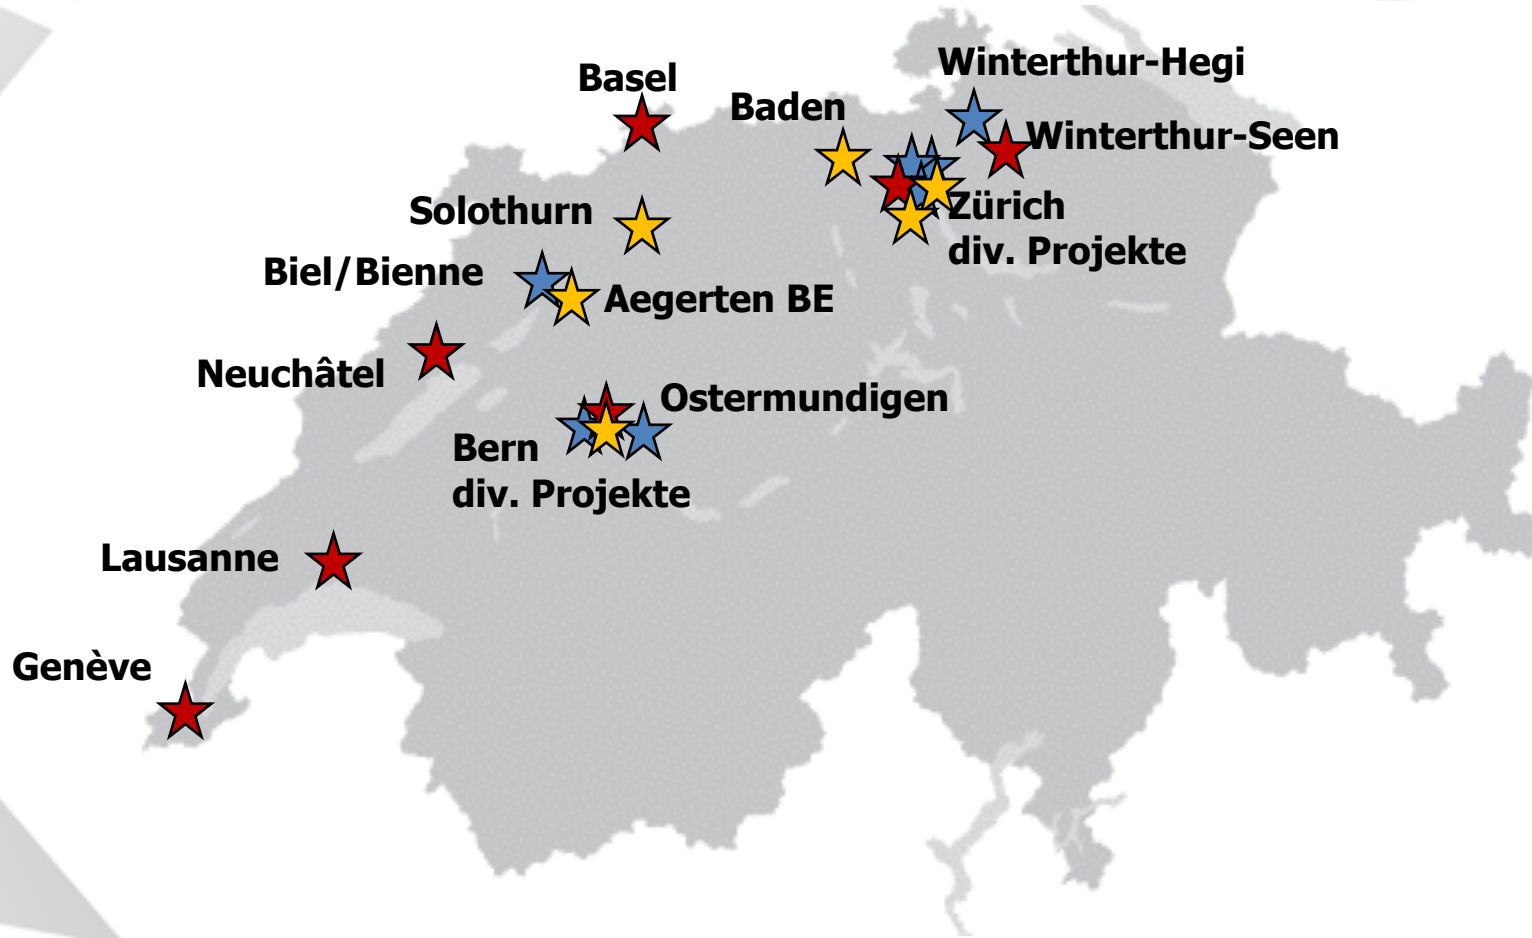 Winterthur-Hegi
Basel
Baden
Winterthur-Seen
Solothurn
Zürich
div. Projekte
Biel/Bienne
Aegerten BE
Neuchâtel
Ostermundigen
Bern
div. Projekte
Lausanne
Genève